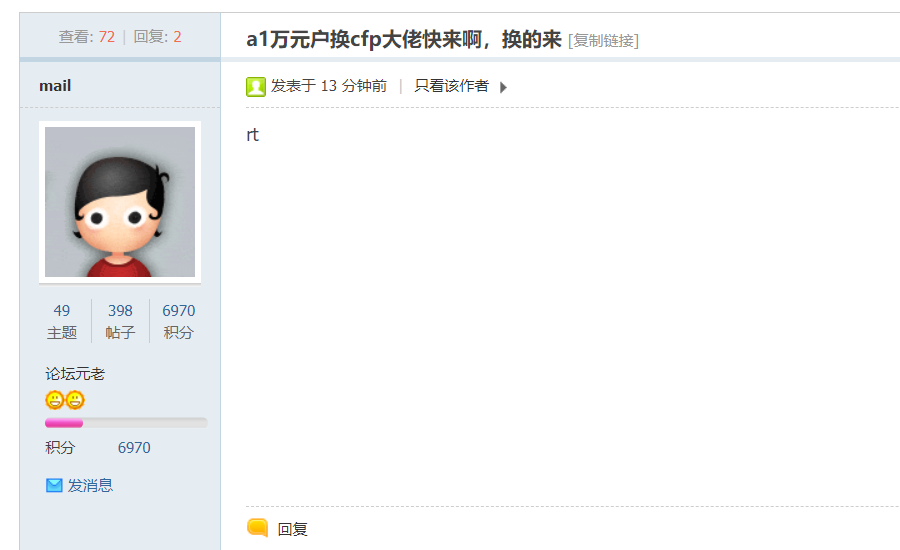 查看: 72 | 回复: 2
a1万元户换cfp大佬快来啊，换的来 [复制链接]
mail
发表于 13 分钟前 | 只看该作者
rt
49 398 6970
主题 帖子 积分
论坛元老
积分 6970
发消息
回复